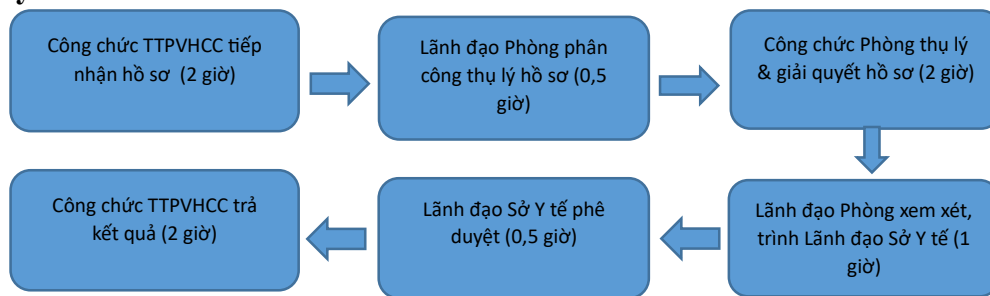 Công chức TTPVHCC tiếp
nhận hồ sơ (2 giờ)
Lãnh đạo Phòng phân
công thụ lý hồ sơ (0,5
giờ)
Công chức Phòng thụ lý
& giải quyết hồ sơ (2 giờ)
Lãnh đạo Phòng xem xét,
trình Lãnh đạo Sở Y tế (1
giờ)
Lãnh đạo Sở Y tế phê
duyệt (0,5 giờ)
Công chức TTPVHCC trả
kết quả (2 giờ)